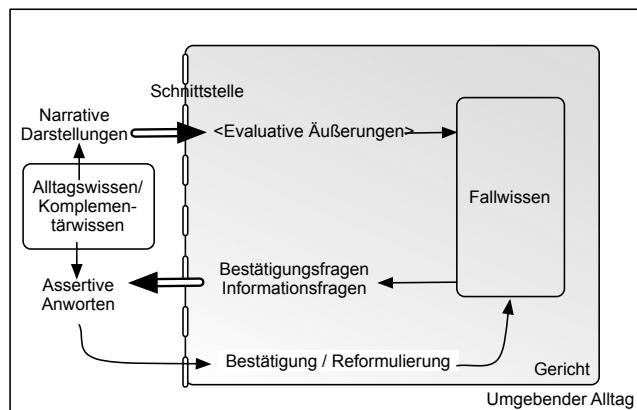 Schnittstelle
Narrative
Darstellungen
<Evaluative Äußerungen>
Alltagswissen/
Komplemen-
tärwissen
Fallwissen
Bestätigungsfragen
Informationsfragen
Assertive
Anworten
Bestätigung / Reformulierung
Gericht
Umgebender Alltag